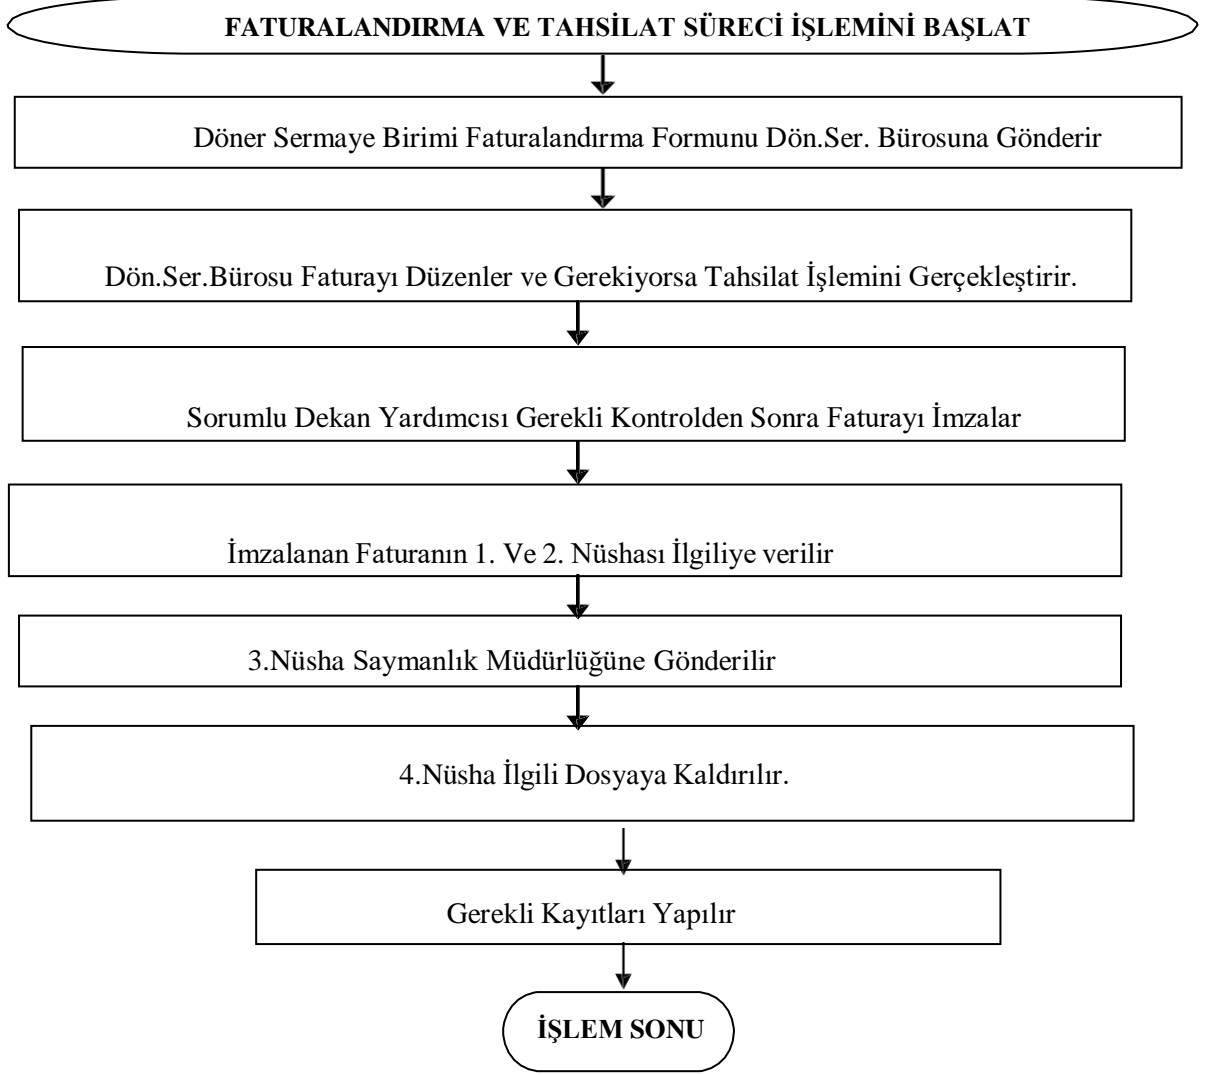 FATURALANDIRMA VE TAHSİLAT SÜRECİ İŞLEMİNİ BAŞLAT
Döner Sermaye Birimi Faturalandırma Formunu Dön.Ser. Bürosuna Gönderir
Dön.Ser.Bürosu Faturayı Düzenler ve Gerekiyorsa Tahsilat İşlemini Gerçekleştirir.
Sorumlu Dekan Yardımcısı Gerekli Kontrolden Sonra Faturayı İmzalar
İmzalanan Faturanın 1. Ve 2. Nüshası İlgiliye verilir
3.Nüsha Saymanlık Müdürlüğüne Gönderilir
4.Nüsha İlgili Dosyaya Kaldırılır.
Gerekli Kayıtları Yapılır
İŞLEM SONU